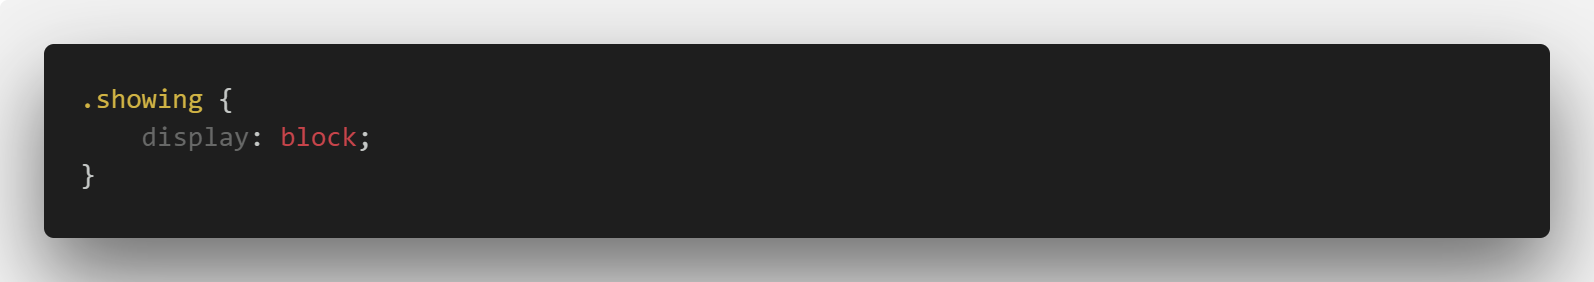 .showing {
    display: block;
}